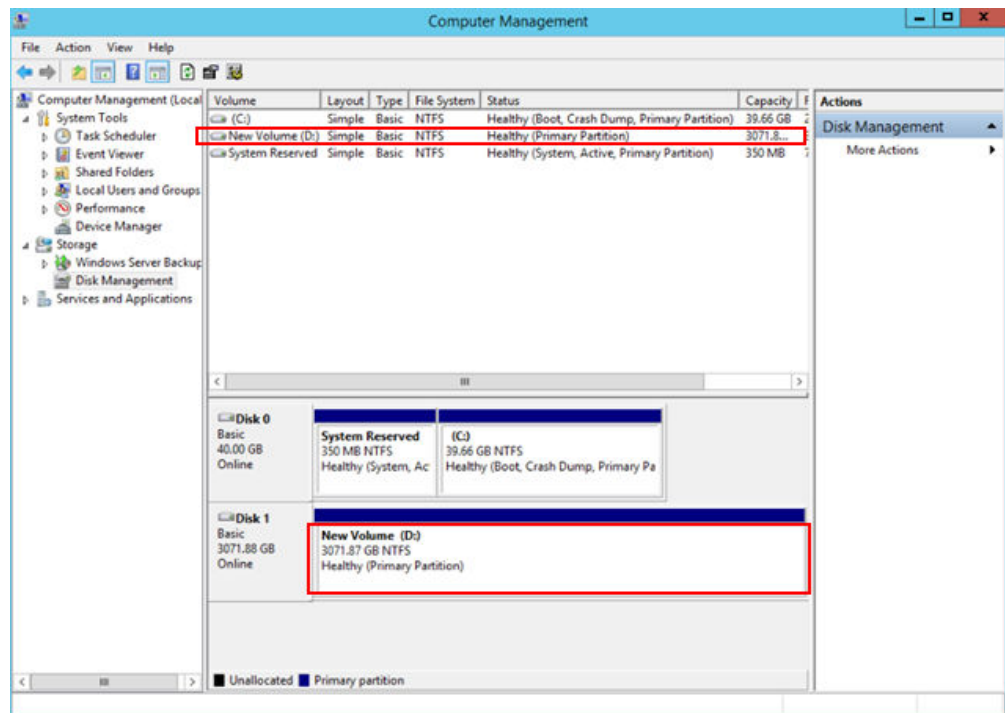 Computer Management
File Action View Help
Computer Management (Local
System Tools
Task Scheduler
Event Viewer
Shared Folders
Local Users and Groups
Performance
Device Manager
Storage
Windows Server Backup
Disk Management
Services and Applications
Volume Layout Type File System Status Capacity F
(C:) Simple Basic NTFS Healthy (Boot, Crash Dump, Primary Partition) 39.66 GB
New Volume (D:) Simple Basic NTFS Healthy (Primary Partition) 3071.8...
System Reserved Simple Basic NTFS Healthy (System, Active, Primary Partition) 350 MB
Disk 0
Basic
40.00 GB
Online
System Reserved
350 MB NTFS
Healthy (System, Ac
(C:)
39.66 GB NTFS
Healthy (Boot, Crash Dump, Primary Pa
Disk 1
Basic
3071.88 GB
Online
New Volume (D:)
3071.87 GB NTFS
Healthy (Primary Partition)
Unallocated Primary partition
Actions
Disk Management
More Actions